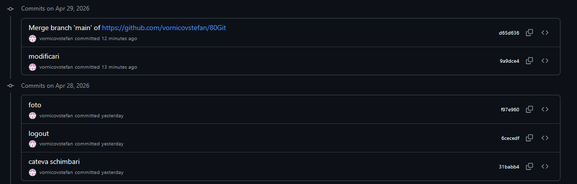 Commits on Apr 29, 2026
Merge branch 'main' of https://github.com/vornicovstefan/80Git
vornicovstefan committed 12 minutes ago
d65d636
modificari
vornicovstefan committed 13 minutes ago
9a9dce4
Commits on Apr 28, 2026
foto
vornicovstefan committed yesterday
f97e960
logout
vornicovstefan committed yesterday
6cecedf
cateva schimbari
vornicovstefan committed yesterday
31babb4